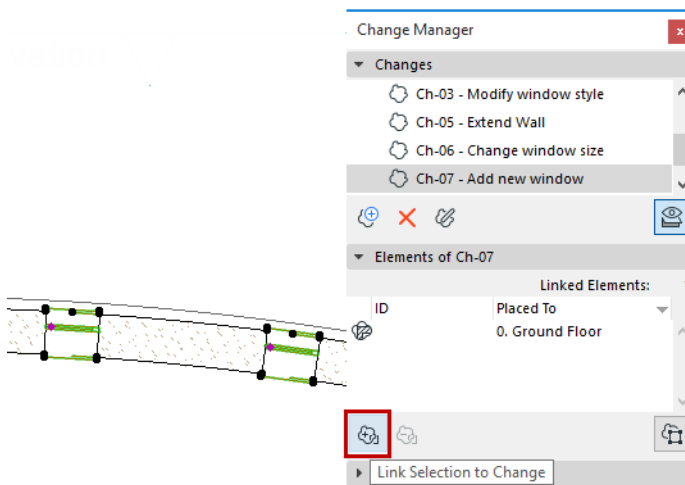 Change Manager
x
Changes
Ch-03 - Modify window style
Ch-05 - Extend Wall
Ch-06 - Change window size
Ch-07 - Add new window
Elements of Ch-07
Linked Elements:
ID Placed To
0. Ground Floor
Link Selection to Change